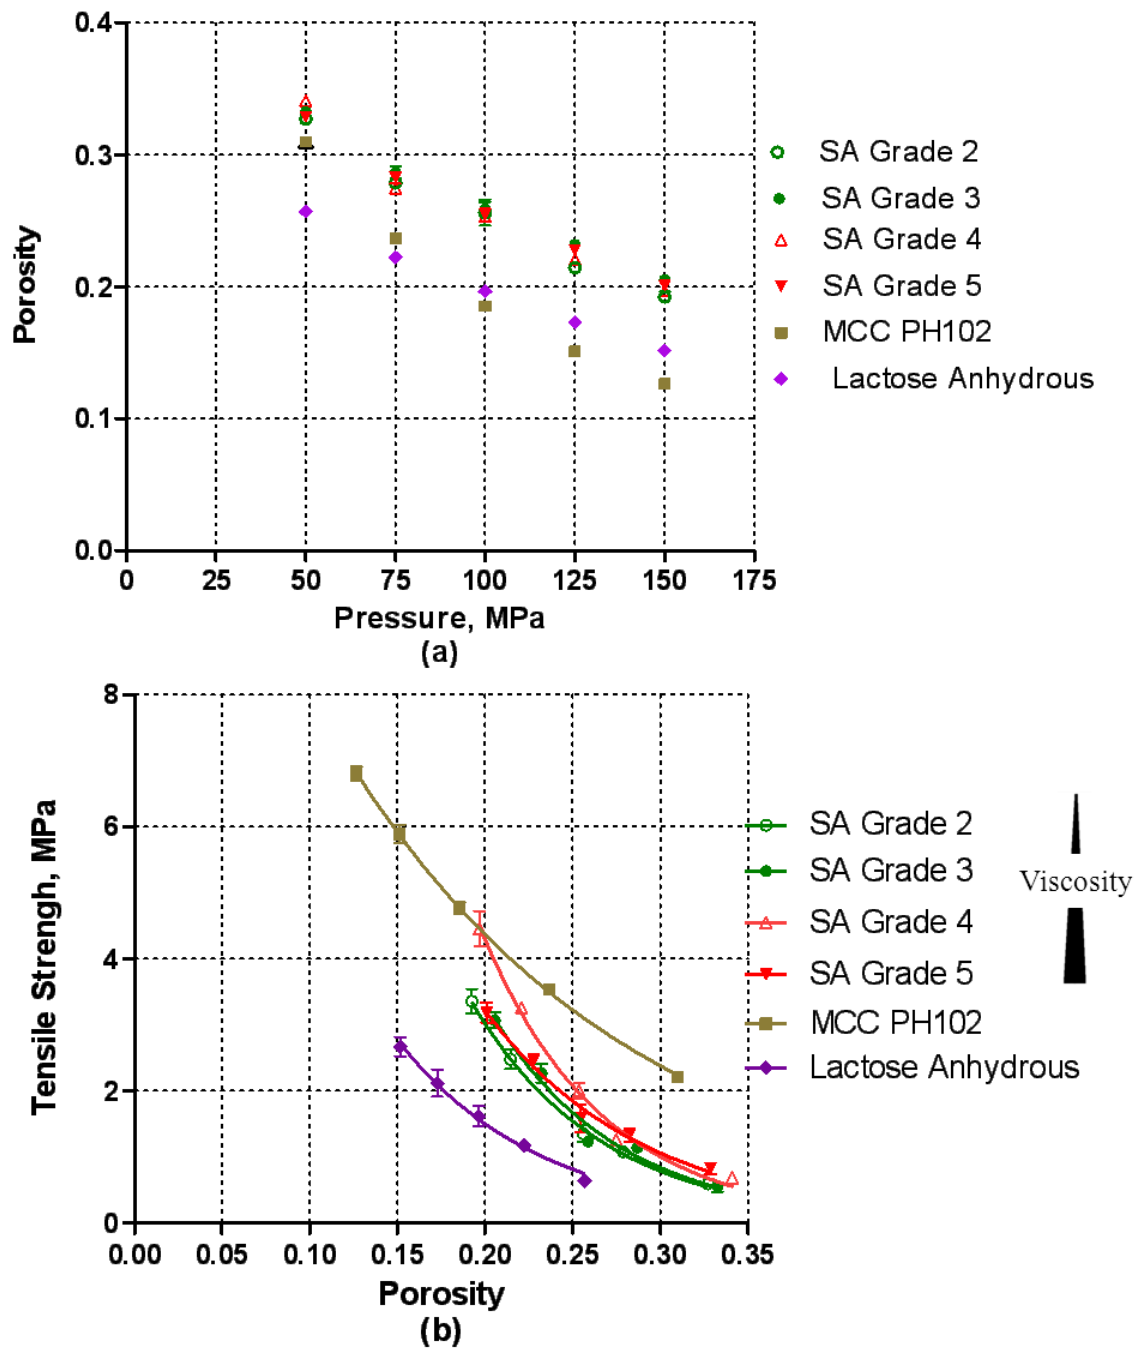 0.4
0.3
0.2
0.1
0.0
Porosity
0 25 50 75 100 125 150 175
Pressure, MPa
(a)
SA Grade 2
SA Grade 3
SA Grade 4
SA Grade 5
MCC PH102
Lactose Anhydrous
8
6
4
2
0
Tensile Strengh, MPa
0.00 0.05 0.10 0.15 0.20 0.25 0.30 0.35
Porosity
(b)
SA Grade 2
SA Grade 3
SA Grade 4
SA Grade 5
MCC PH102
Lactose Anhydrous
Viscosity